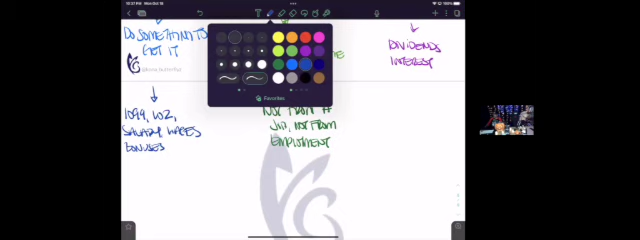 DO SOMETHING TO
GET IT
DIVIDENDS
INTEREST
Favorites
1099, W2,
SALARY WAGES
BONUSES
NOT FROM A
JOB, NOT FROM
EMPLOYMENT